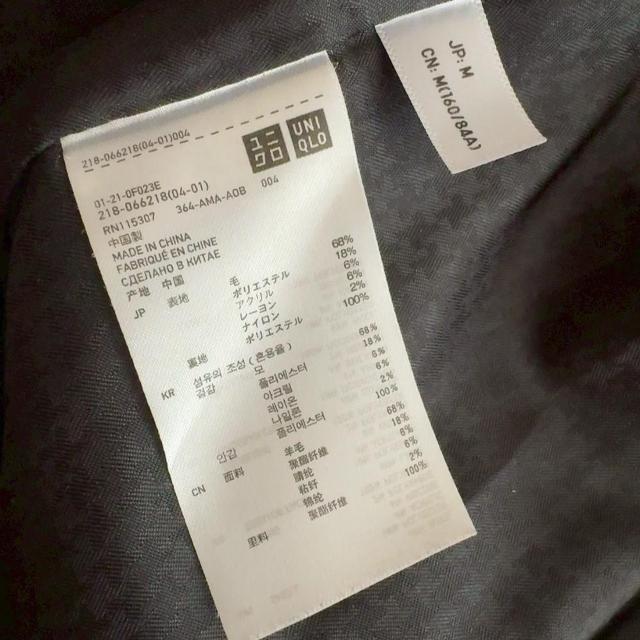 218-066218(04-01)004
ユニ
クロ
UNI
QLO
01-21-0F023E
218-066218(04-01)
RN115307 364-AMA-AOB 004
中国製
MADE IN CHINA
FABRIQUÉ EN CHINE
СДЕЛАНО В КИТАЕ
产地 中国
JP 表地 毛 68%
ポリエステル 18%
アクリル 6%
レーヨン 6%
ナイロン 2%
裏地 ポリエステル 100%
KR 섬유의 조성(혼용율)
겉감 모 68%
폴리에스터 18%
아크릴 6%
레이온 6%
나일론 2%
안감 폴리에스터 100%
CN 面料 羊毛 68%
聚酯纤维 18%
腈纶 6%
粘纤 6%
锦纶 2%
里料 聚酯纤维 100%
JP: M
CN: M(160/84A)